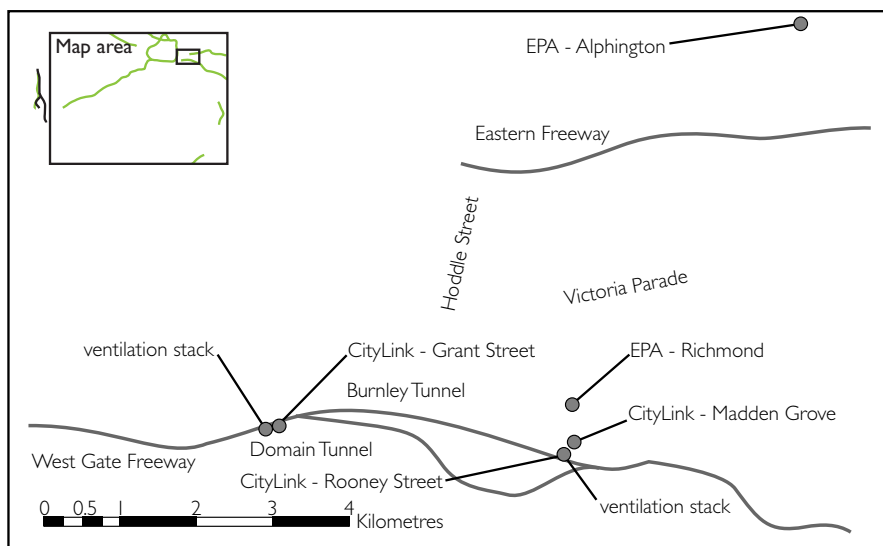 Map area
EPA - Alphington
Eastern Freeway
Hoddle Street
Victoria Parade
ventilation stack
CityLink - Grant Street
EPA - Richmond
Burnley Tunnel
CityLink - Madden Grove
Domain Tunnel
West Gate Freeway
CityLink - Rooney Street
ventilation stack
0 0.5 1 2 3 4
Kilometres